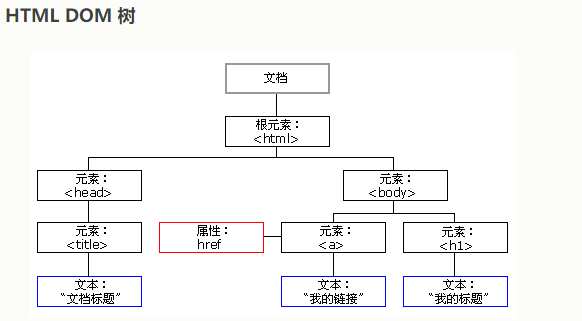 HTML DOM 树
文档
根元素：
<html>
元素：
<head>
元素：
<body>
元素：
<title>
属性：
href
元素：
<a>
元素：
<h1>
文本：
“文档标题”
文本：
“我的链接”
文本：
“我的标题”